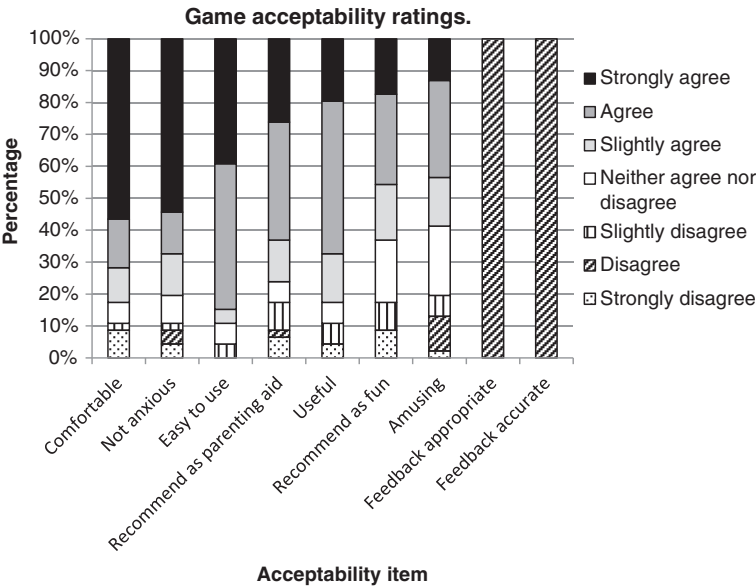 Game acceptability ratings.
100%
90%
80%
70%
60%
50%
40%
30%
20%
10%
0%
Percentage
Strongly agree
Agree
Slightly agree
Neither agree nor
disagree
Slightly disagree
Disagree
Strongly disagree
Comfortable
Not anxious
Easy to use
Recommend as parenting aid
Useful
Recommend as fun
Amusing
Feedback appropriate
Feedback accurate
Acceptability item